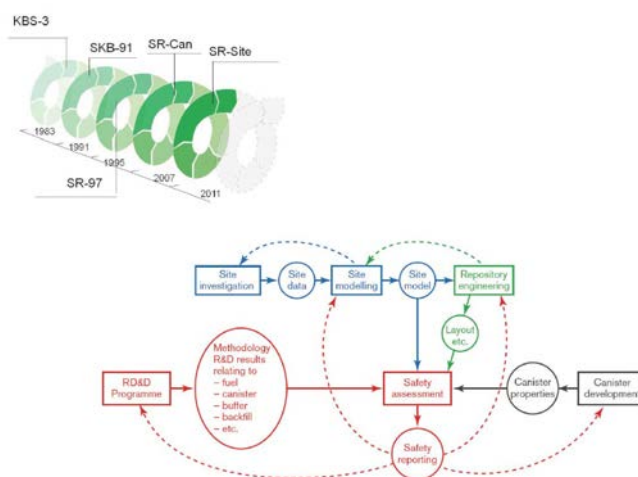 KBS-3
SKB-91
SR-Can
SR-Site
1983
1991
1995
2007
2011
SR-97
Site
investigation
Site
data
Site
modelling
Site
model
Repository
engineering
Layout
etc.
Methodology
R&D results
relating to
– fuel
– canister
– buffer
– backfill
– etc.
RD&D
Programme
Safety
assessment
Canister
properties
Canister
development
Safety
reporting